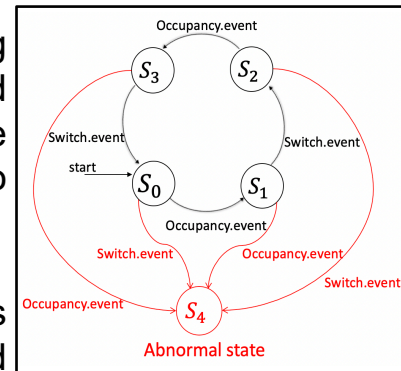 Occupancy.event
g
d
e
o
s
d
S3
S2
Switch.event
Switch.event
start
S0
S1
Occupancy.event
Switch.event
Occupancy.event
Switch.event
Occupancy.event
S4
Abnormal state